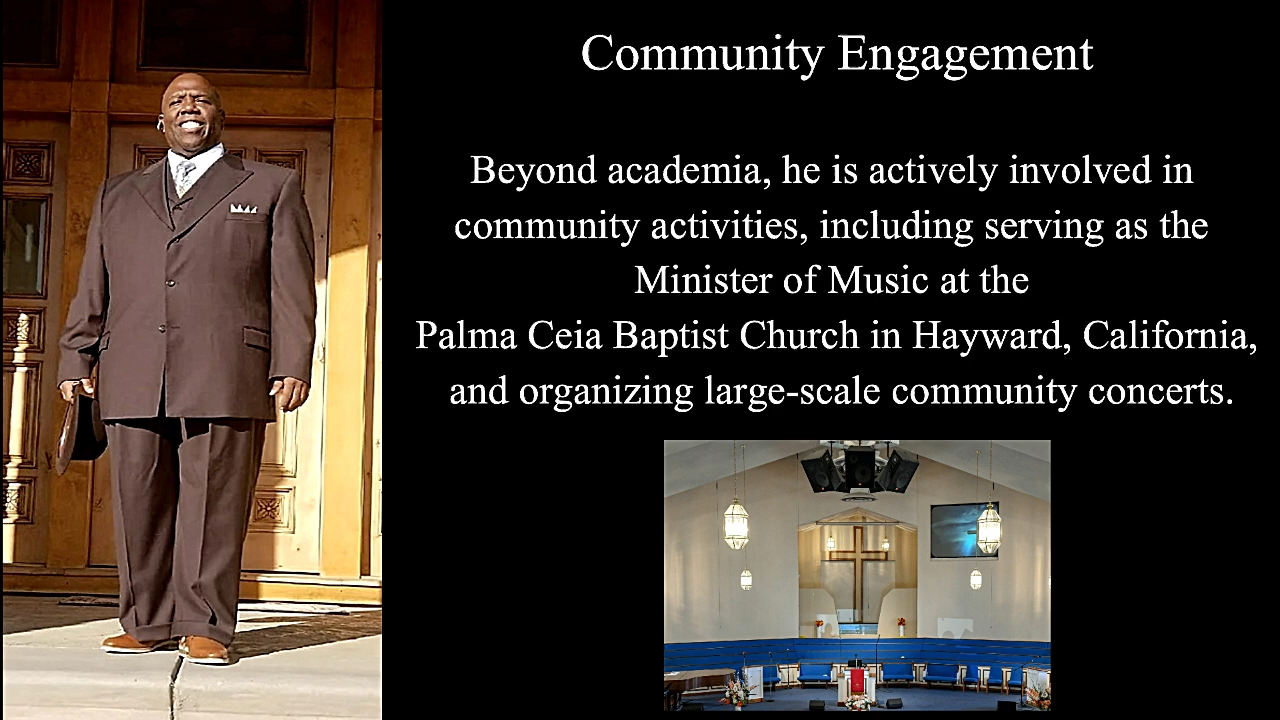 Community Engagement
Beyond academia, he is actively involved in
community activities, including serving as the
Minister of Music at the
Palma Ceia Baptist Church in Hayward, California,
and organizing large-scale community concerts.